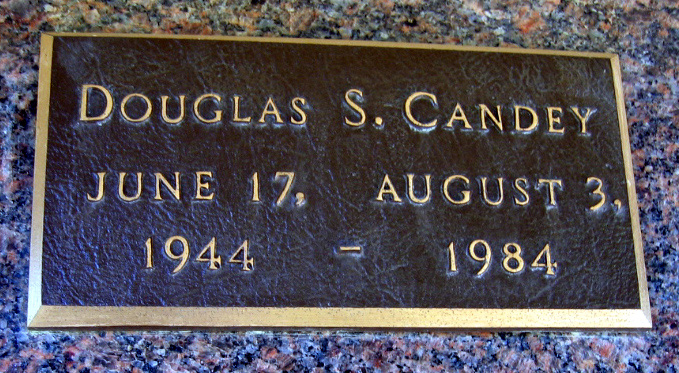 DOUGLAS S. CANDEY
JUNE 17, AUGUST 3,
1944 - 1984